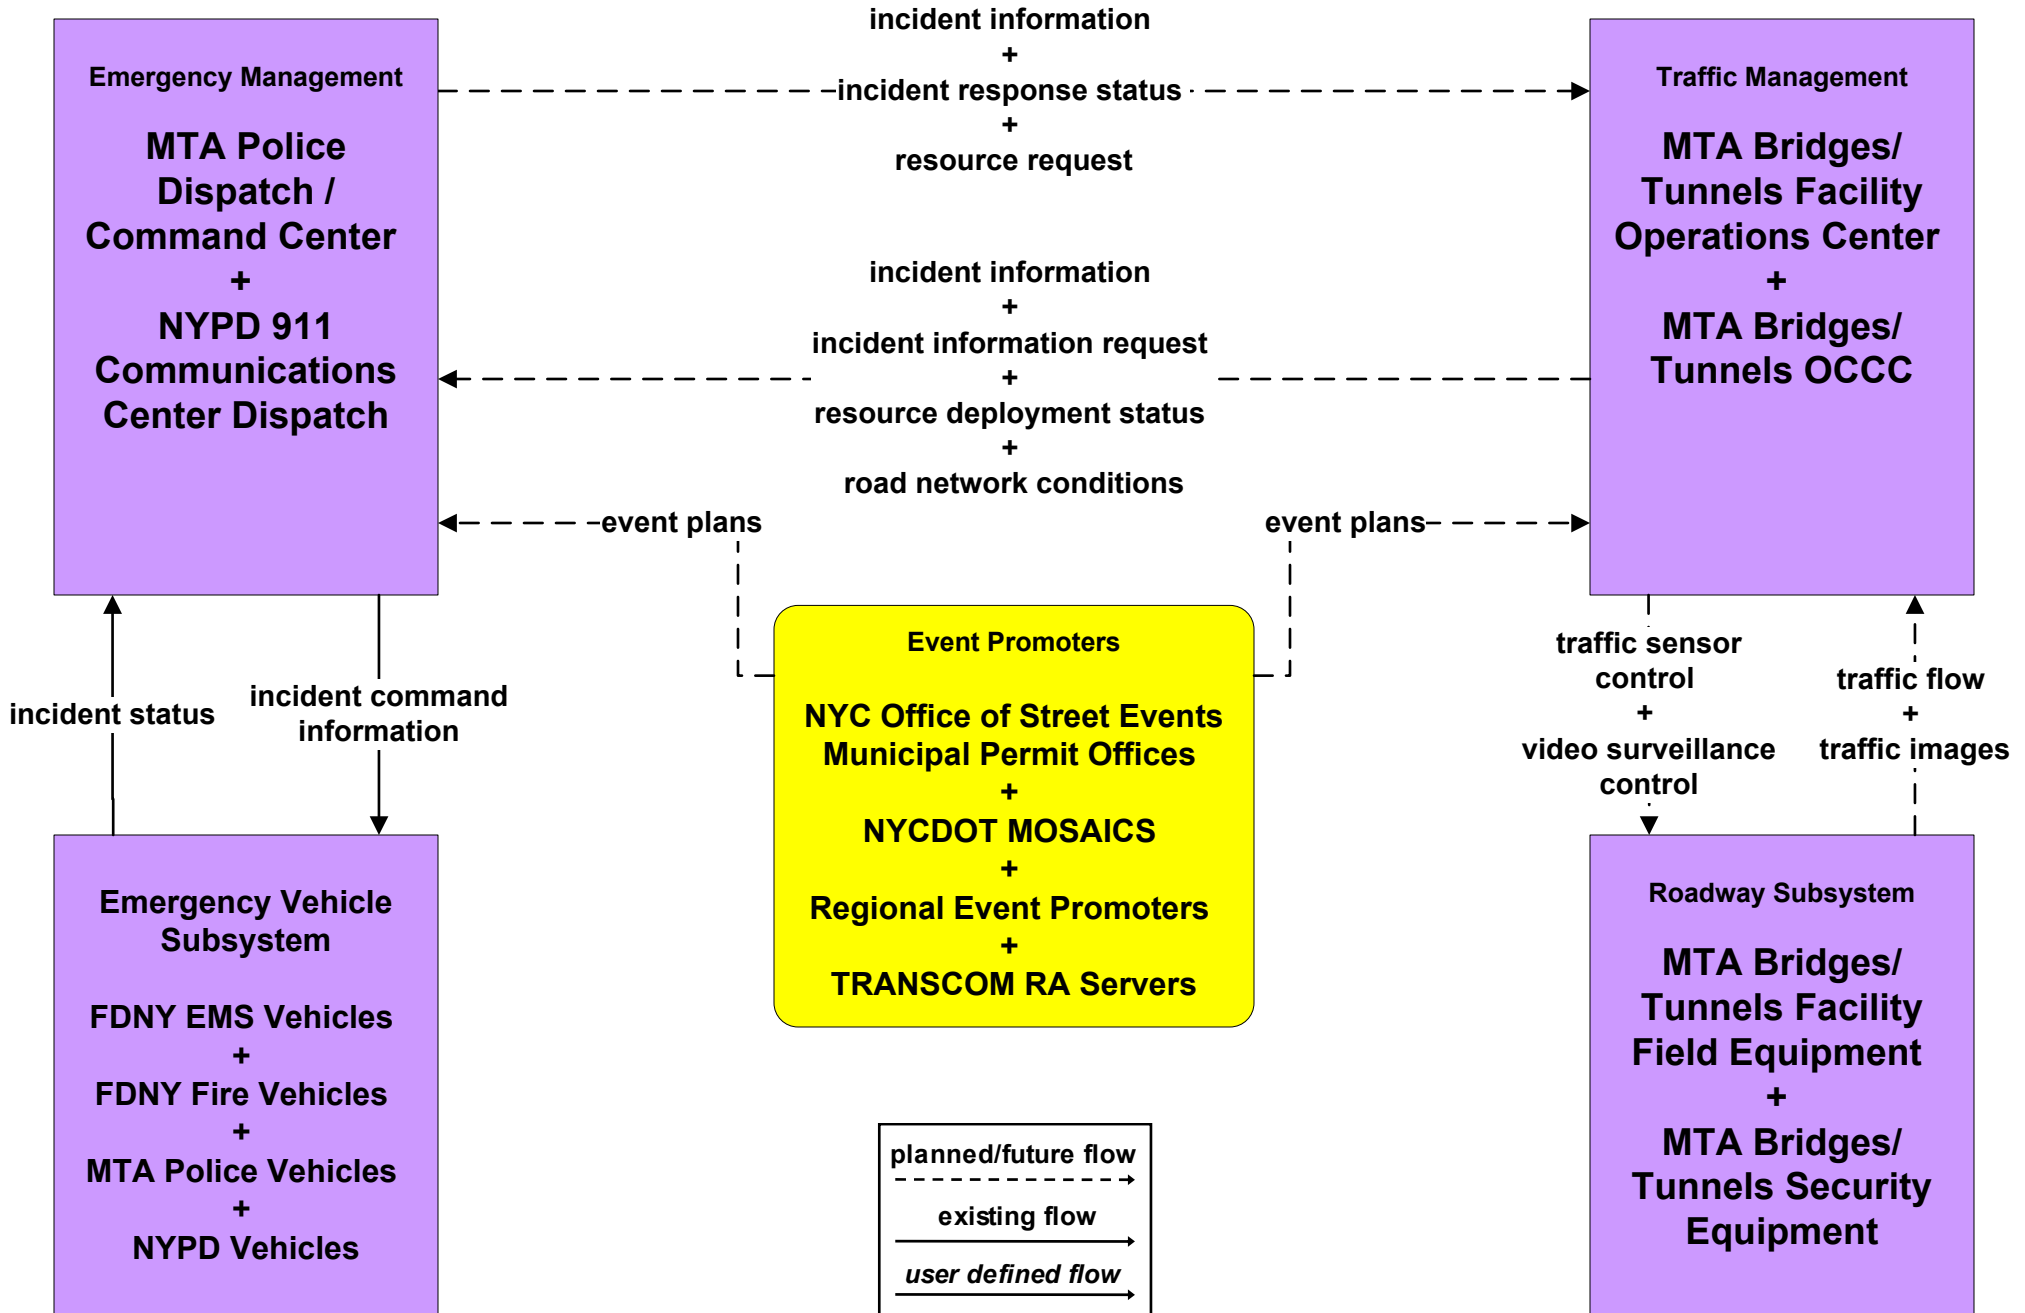 Emergency Management
MTA Police
Dispatch /
Command Center
+
NYPD 911
Communications
Center Dispatch
incident information
+
incident response status
+
resource request
incident information
+
incident information request
+
resource deployment status
+
road network conditions
Traffic Management
MTA Bridges/
Tunnels Facility
Operations Center
+
MTA Bridges/
Tunnels OCCC
event plans
event plans
incident status
incident command
information
Event Promoters
NYC Office of Street Events
Municipal Permit Offices
+
NYCDOT MOSAICS
+
Regional Event Promoters
+
TRANSCOM RA Servers
traffic sensor
control
+
video surveillance
control
traffic flow
+
traffic images
Emergency Vehicle
Subsystem
FDNY EMS Vehicles
+
FDNY Fire Vehicles
+
MTA Police Vehicles
+
NYPD Vehicles
planned/future flow
existing flow
user defined flow
Roadway Subsystem
MTA Bridges/
Tunnels Facility
Field Equipment
+
MTA Bridges/
Tunnels Security
Equipment